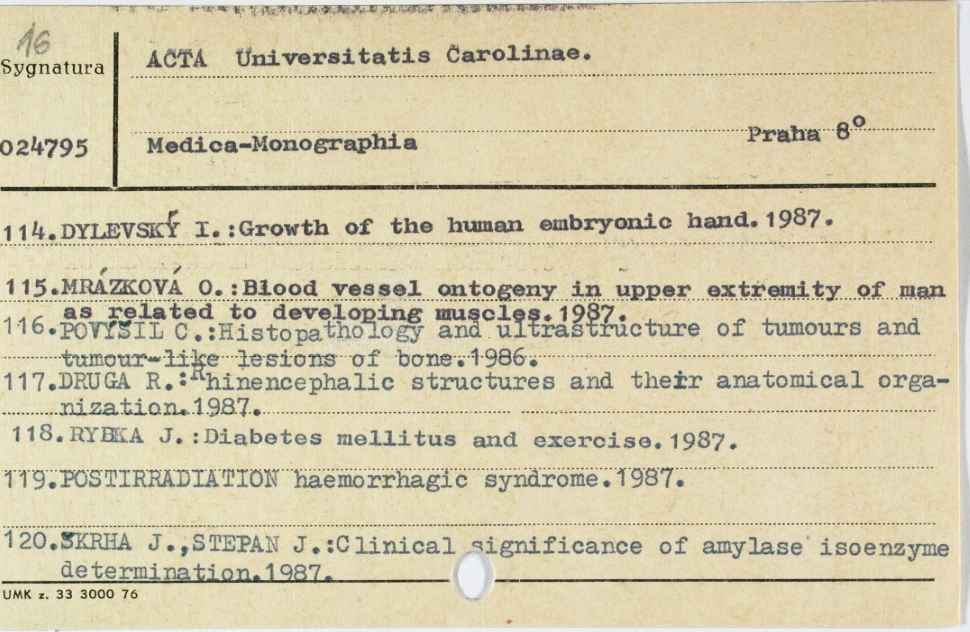 16
Sygnatura
ACTA Universitatis Carolinae.
024795
Medica-Monographia
Praha 8°
114. DYLEVSKÝ I.:Growth of the human embryonic hand.1987.
115.MRÁZKOVÁ O.:Blood vessel ontogeny in upper extremity of man
as related to developing muscles.1987.
116.POVÝŠIL C.:Histopathology and ultrastructure of tumours and
tumour-like lesions of bone.1986.
117.DRUGA R.:Rhinencephalic structures and their anatomical orga-
nization.1987.
118.RYBKA J.:Diabetes mellitus and exercise.1987.
119.POSTIRRADIATION haemorrhagic syndrome.1987.
120.ŠKRHA J.,STEPAN J.:Clinical significance of amylase isoenzyme
determination.1987.
UMK z. 33 3000 76